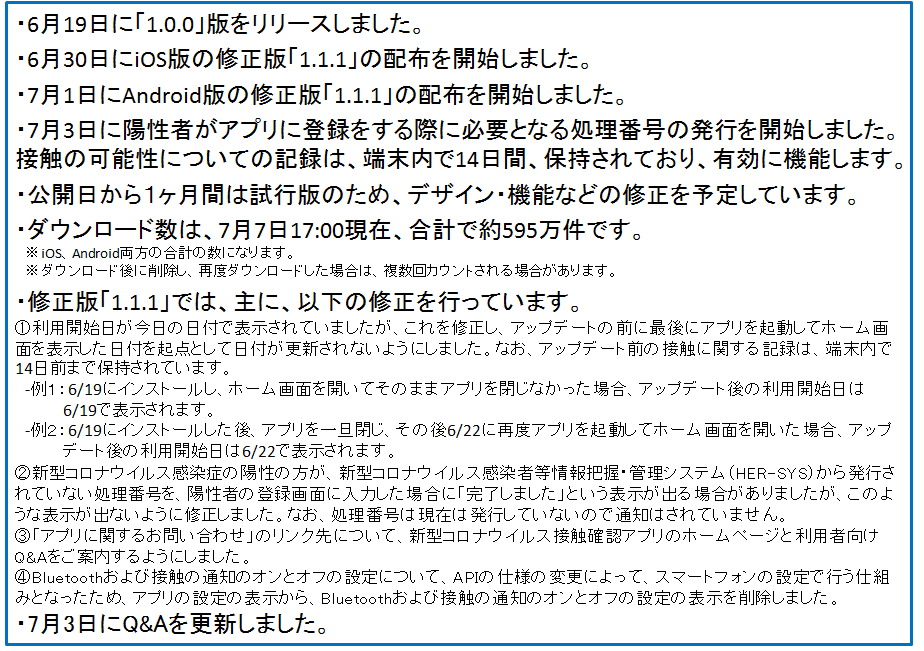 ・6月19日に「1.0.0」版をリリースしました。
・6月30日にiOS版の修正版「1.1.1」の配布を開始しました。
・7月1日にAndroid版の修正版「1.1.1」の配布を開始しました。
・7月3日に陽性者がアプリに登録をする際に必要となる処理番号の発行を開始しました。
接触の可能性についての記録は、端末内で14日間、保持されており、有効に機能します。
・公開日から1ヶ月間は試行版のため、デザイン・機能などの修正を予定しています。
・ダウンロード数は、7月7日17:00現在、合計で約595万件です。
※iOS、Android両方の合計の数になります。
※ダウンロード後に削除し、再度ダウンロードした場合は、複数回カウントされる場合があります。
・修正版「1.1.1」では、主に、以下の修正を行っています。
①利用開始日が今日の日付で表示されていましたが、これを修正し、アップデートの前に最後にアプリを起動してホーム画
面を表示した日付を起点として日付が更新されないようにしました。なお、アップデート前の接触に関する記録は、端末内で
14日前まで保持されています。
-例1：6/19にインストールし、ホーム画面を開いてそのままアプリを閉じなかった場合、アップデート後の利用開始日は
6/19で表示されます。
-例2：6/19にインストールした後、アプリを一旦閉じ、その後6/22に再度アプリを起動してホーム画面を開いた場合、アップ
デート後の利用開始日は6/22で表示されます。
②新型コロナウイルス感染症の陽性の方が、新型コロナウイルス感染者等情報把握・管理システム（HER-SYS）から発行さ
れていない処理番号を、陽性者の登録画面に入力した場合に「完了しました」という表示が出る場合がありましたが、このよ
うな表示が出ないように修正しました。なお、処理番号は現在は発行していないので通知はされていません。
③「アプリに関するお問い合わせ」のリンク先について、新型コロナウイルス接触確認アプリのホームページと利用者向け
Q&Aをご案内するようにしました。
④Bluetoothおよび接触の通知のオンとオフの設定について、APIの仕様の変更によって、スマートフォンの設定で行う仕組
みとなったため、アプリの設定の表示から、Bluetoothおよび接触の通知のオンとオフの設定の表示を削除しました。
・7月3日にQ&Aを更新しました。